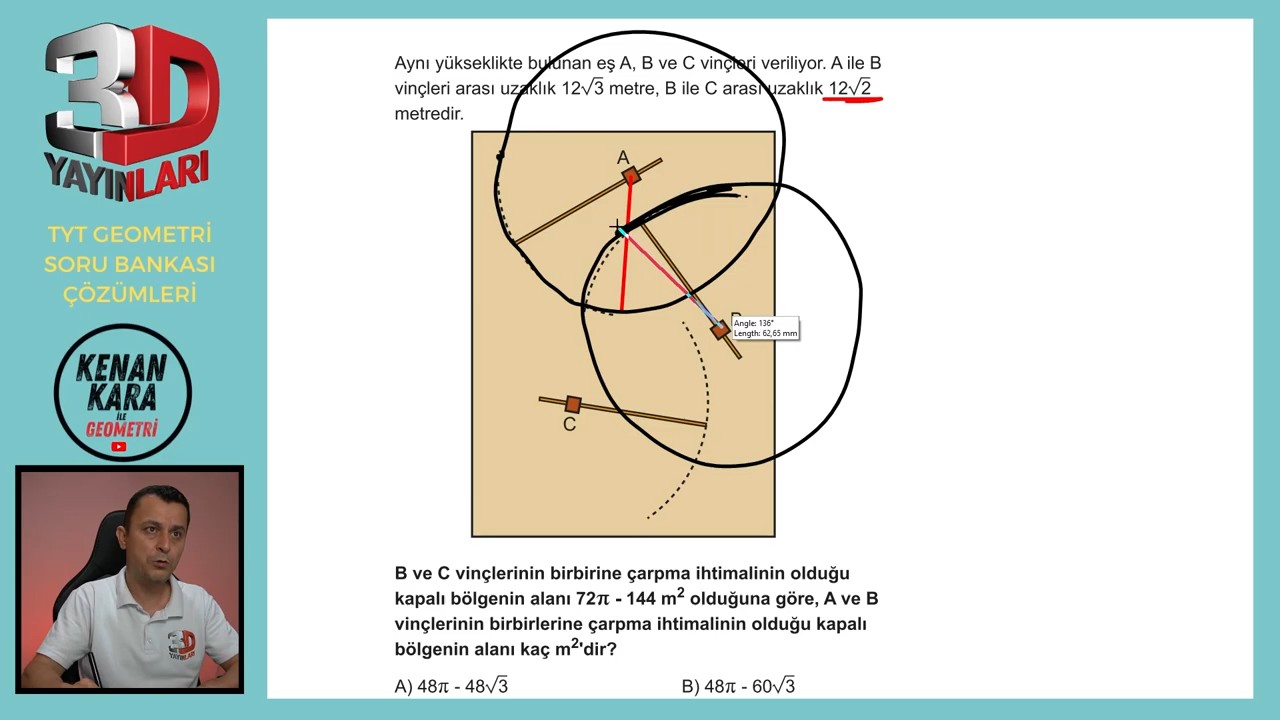 3D
YAYINLARI
TYT GEOMETRİ
SORU BANKASI
ÇÖZÜMLERİ
KENAN
KARA
İLE
GEOMETRİ
3D
YAYINLARI
Aynı yükseklikte bulunan eş A, B ve C vinçleri veriliyor. A ile B
vinçleri arası uzaklık 12√3 metre, B ile C arası uzaklık 12√2
metredir.
A
Angle: 136°
Length: 62,65 mm
C
B ve C vinçlerinin birbirine çarpma ihtimalinin olduğu
kapalı bölgenin alanı 72π - 144 m² olduğuna göre, A ve B
vinçlerinin birbirlerine çarpma ihtimalinin olduğu kapalı
bölgenin alanı kaç m²'dir?
A) 48π - 48√3 B) 48π - 60√3